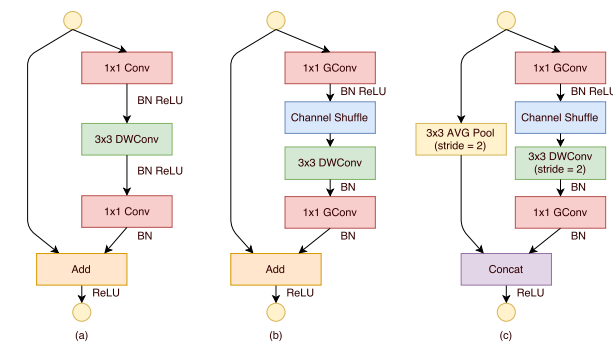 1x1 Conv
BN ReLU
3x3 DWConv
BN ReLU
1x1 Conv
BN
Add
ReLU
(a)
1x1 GConv
BN ReLU
Channel Shuffle
3x3 DWConv
BN
1x1 GConv
BN
Add
ReLU
(b)
1x1 GConv
BN ReLU
Channel Shuffle
3x3 AVG Pool
(stride = 2)
3x3 DWConv
(stride = 2)
BN
1x1 GConv
BN
Concat
ReLU
(c)